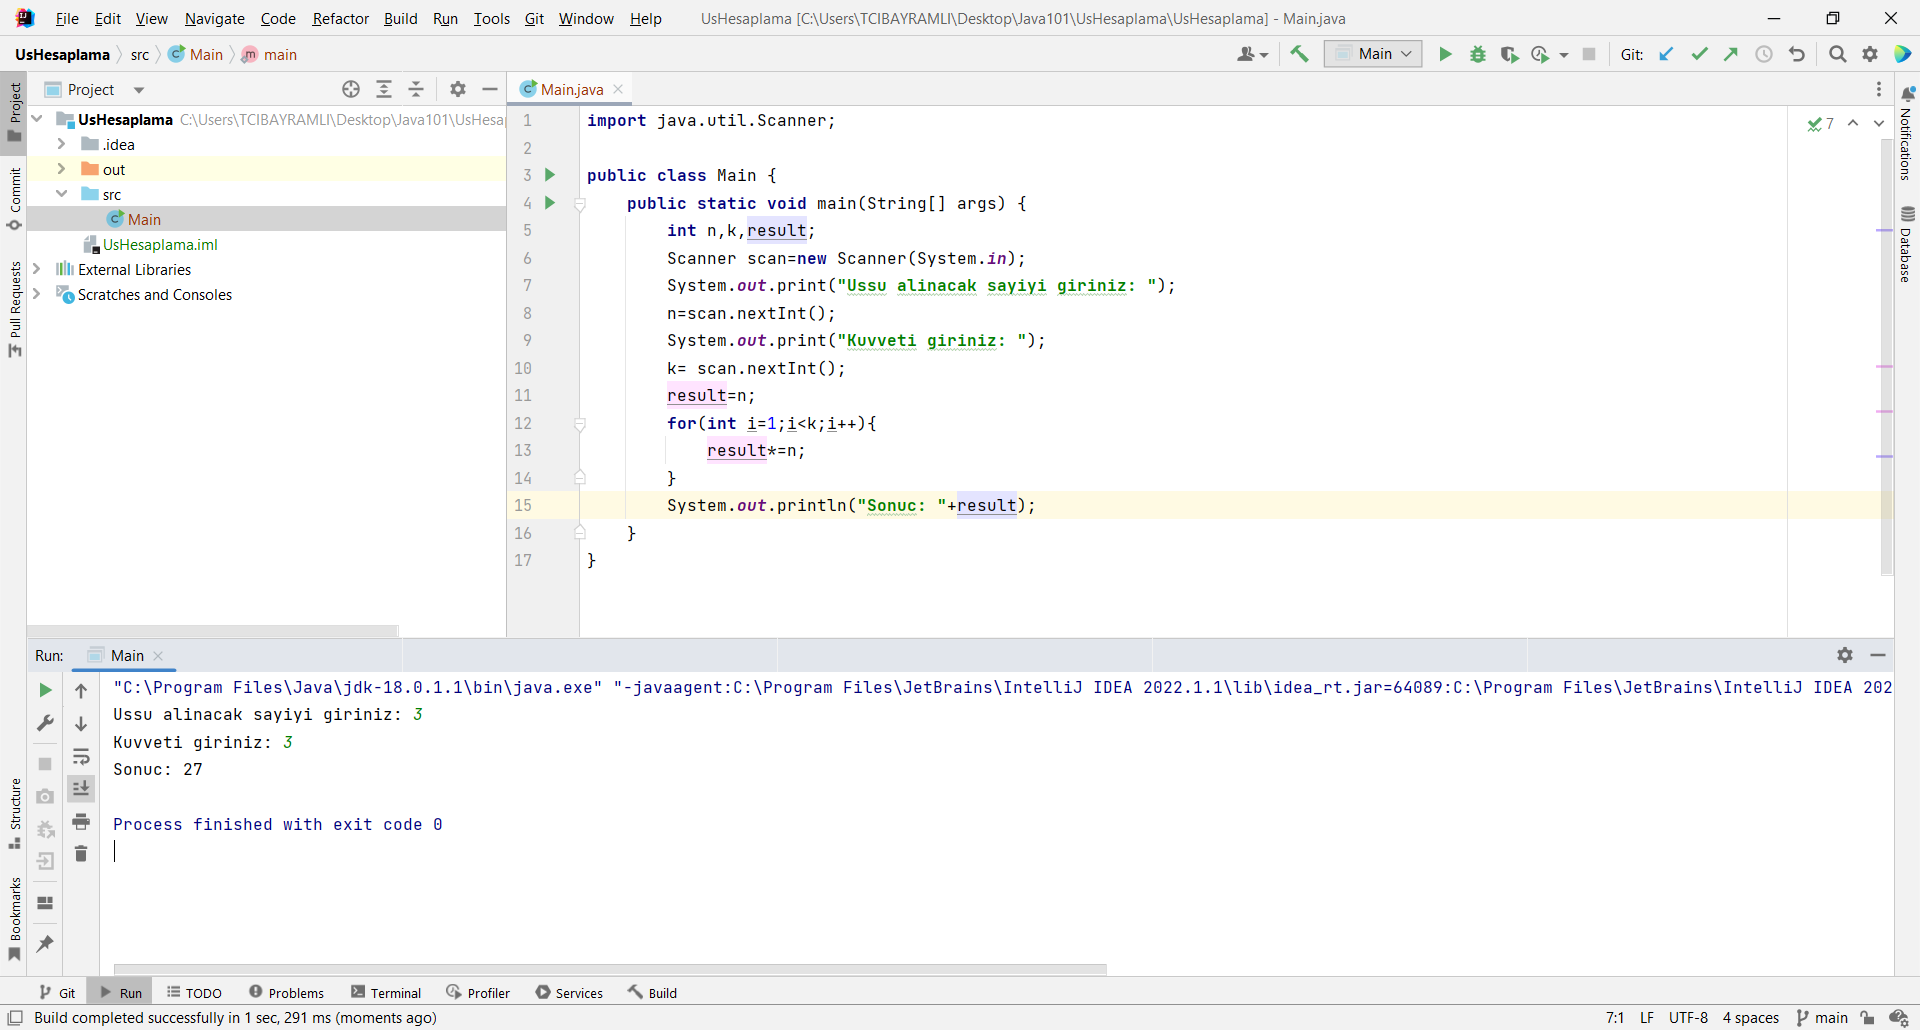 File Edit View Navigate Code Refactor Build Run Tools Git Window Help UsHesaplama [C:\Users\TCIBAYRAMLI\Desktop\Java101\UsHesaplama\UsHesaplama] - Main.java
UsHesaplama src Main main Main Git:
Project Main.java
UsHesaplama C:\Users\TCIBAYRAMLI\Desktop\Java101\UsHesap
.idea
out
src
Main
UsHesaplama.iml
External Libraries
Scratches and Consoles
Project
Commit
Pull Requests
Structure
Bookmarks
7
Notifications
Database
1 import java.util.Scanner;
2
3 public class Main {
4 public static void main(String[] args) {
5 int n,k,result;
6 Scanner scan=new Scanner(System.in);
7 System.out.print("Ussu alinacak sayiyi giriniz: ");
8 n=scan.nextInt();
9 System.out.print("Kuvveti giriniz: ");
10 k= scan.nextInt();
11 result=n;
12 for(int i=1;i<k;i++){
13 result*=n;
14 }
15 System.out.println("Sonuc: "+result);
16 }
17 }
Run: Main
"C:\Program Files\Java\jdk-18.0.1.1\bin\java.exe" "-javaagent:C:\Program Files\JetBrains\IntelliJ IDEA 2022.1.1\lib\idea_rt.jar=64089:C:\Program Files\JetBrains\IntelliJ IDEA 202
Ussu alinacak sayiyi giriniz: 3
Kuvveti giriniz: 3
Sonuc: 27
Process finished with exit code 0
Git Run TODO Problems Terminal Profiler Services Build
Build completed successfully in 1 sec, 291 ms (moments ago) 7:1 LF UTF-8 4 spaces main